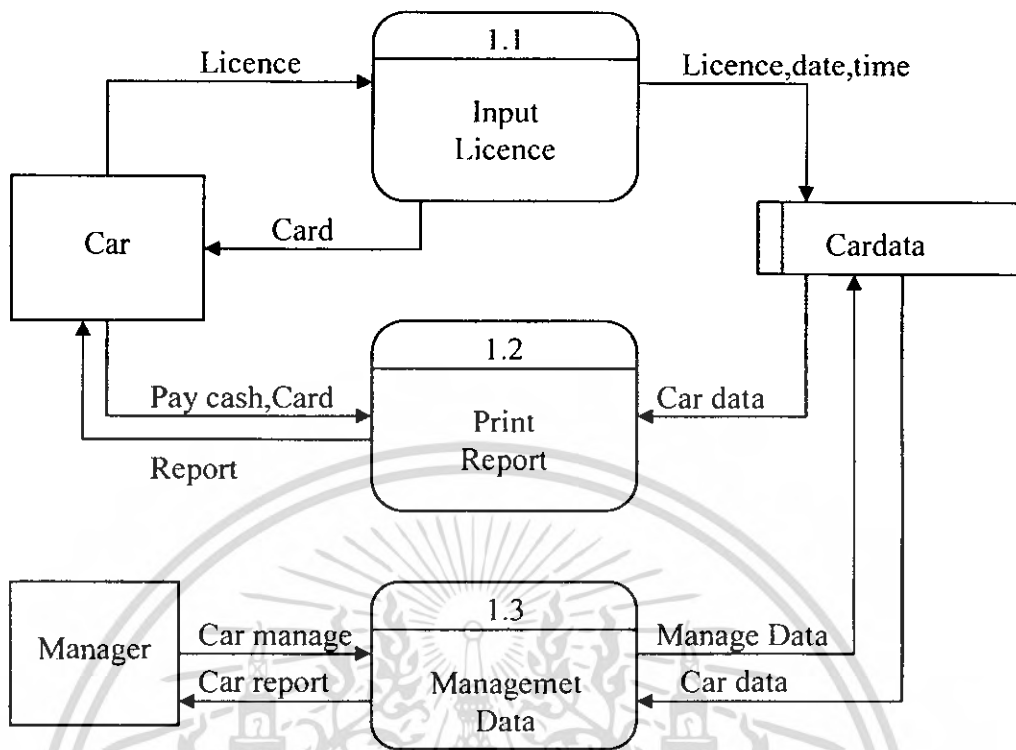 1.1
Licence
Licence,date,time
Input
Licence
Card
Car
Cardata
1.2
Pay cash,Card
Car data
Print
Report
Report
1.3
Manager
Car manage
Manage Data
Car report
Managemet
Data
Car data